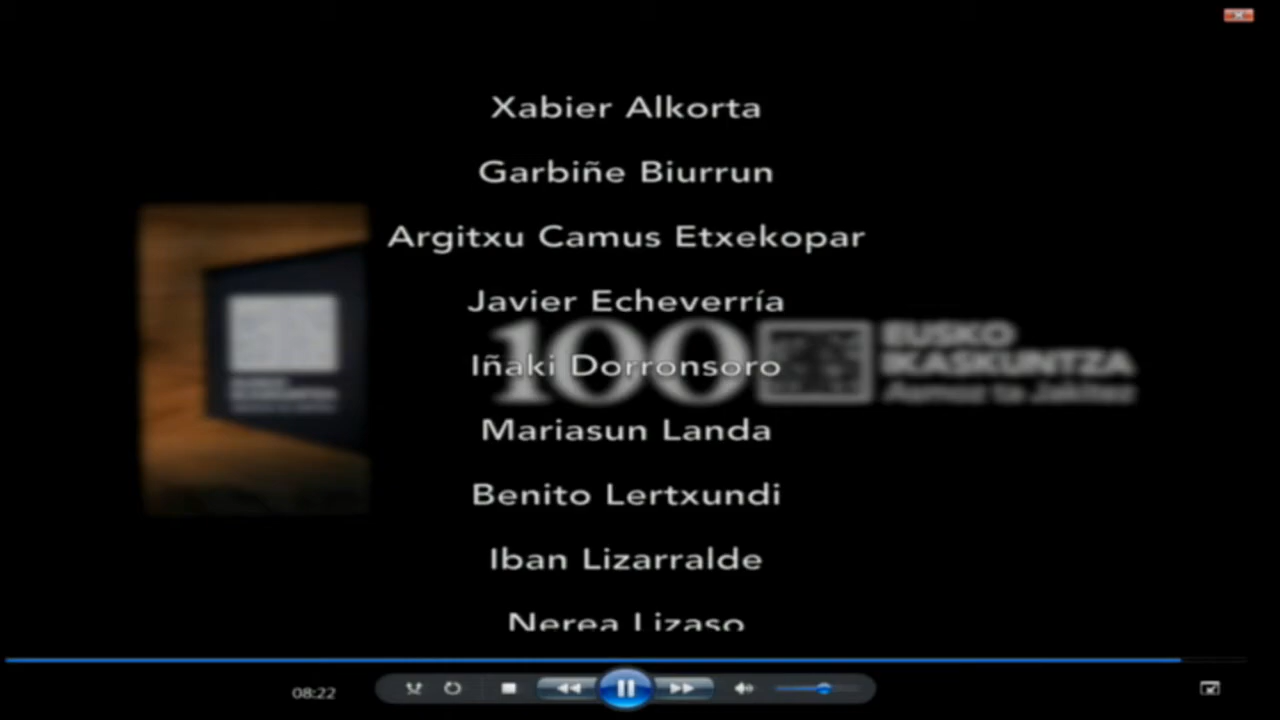 Xabier Alkorta
Garbiñe Biurrun
Argitxu Camus Etxekopar
Javier Echeverría
Iñaki Dorronsoro
Mariasun Landa
Benito Lertxundi
Iban Lizarralde
Nerea Lizaso
100
EUSKO
IKASKUNTZA
Asmoz ta Jakitez
08:22